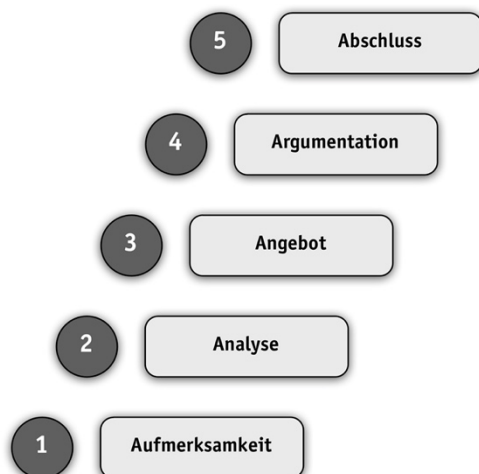 5 Abschluss
4 Argumentation
3 Angebot
2 Analyse
1 Aufmerksamkeit